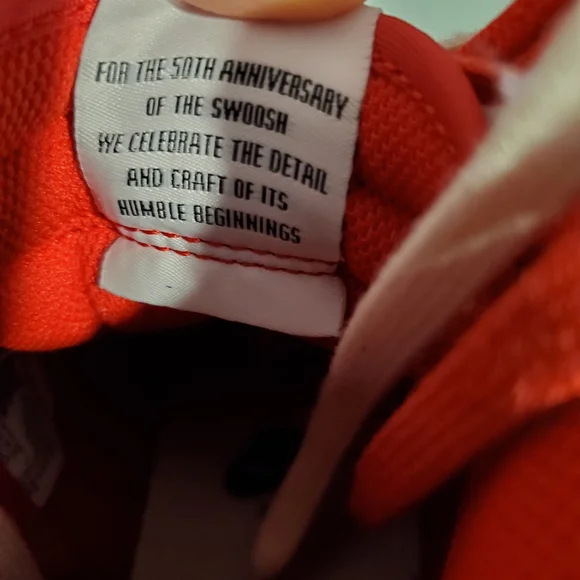 FOR THE 50TH ANNIVERSARY
OF THE SWOOSH
WE CELEBRATE THE DETAIL
AND CRAFT OF ITS
HUMBLE BEGINNINGS